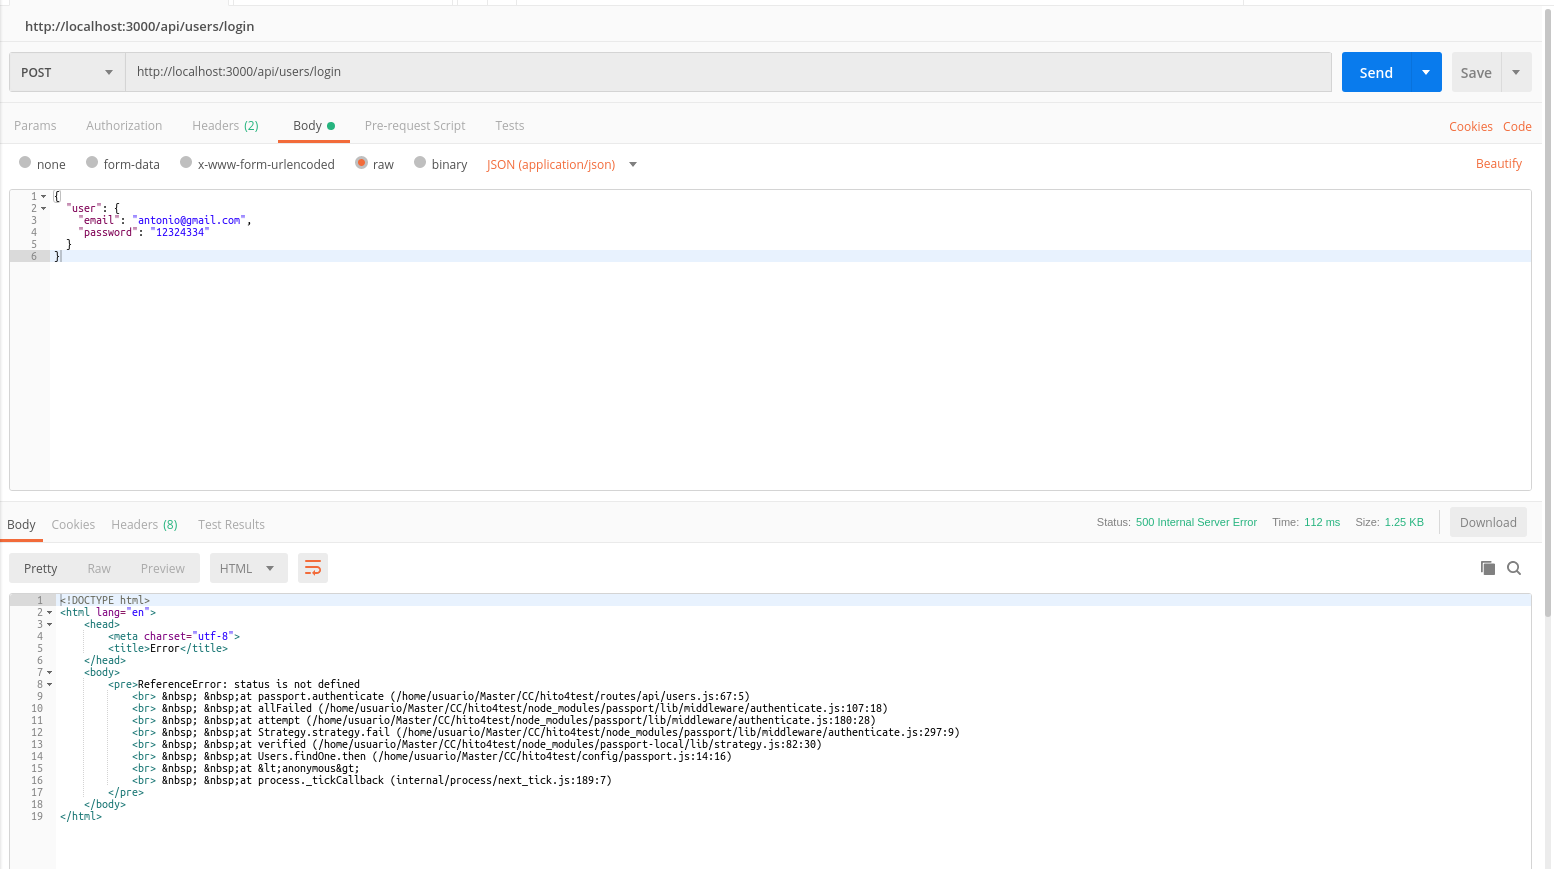 http://localhost:3000/api/users/login
POST http://localhost:3000/api/users/login Send Save
Params Authorization Headers (2) Body Pre-request Script Tests Cookies Code
none form-data x-www-form-urlencoded raw binary JSON (application/json) Beautify
1 {
2 "user": {
3 "email": "antonio@gmail.com",
4 "password": "12324334"
5 }
6 }
Body Cookies Headers (8) Test Results Status: 500 Internal Server Error Time: 112 ms Size: 1.25 KB Download
Pretty Raw Preview HTML
1 <!DOCTYPE html>
2 <html lang="en">
3 <head>
4 <meta charset="utf-8">
5 <title>Error</title>
6 </head>
7 <body>
8 <pre>ReferenceError: status is not defined
9 <br> &nbsp; &nbsp;at passport.authenticate (/home/usuario/Master/CC/hito4test/routes/api/users.js:67:5)
10 <br> &nbsp; &nbsp;at allFailed (/home/usuario/Master/CC/hito4test/node_modules/passport/lib/middleware/authenticate.js:107:18)
11 <br> &nbsp; &nbsp;at attempt (/home/usuario/Master/CC/hito4test/node_modules/passport/lib/middleware/authenticate.js:180:28)
12 <br> &nbsp; &nbsp;at Strategy.strategy.fail (/home/usuario/Master/CC/hito4test/node_modules/passport/lib/middleware/authenticate.js:297:9)
13 <br> &nbsp; &nbsp;at verified (/home/usuario/Master/CC/hito4test/node_modules/passport-local/lib/strategy.js:82:30)
14 <br> &nbsp; &nbsp;at Users.findOne.then (/home/usuario/Master/CC/hito4test/config/passport.js:14:16)
15 <br> &nbsp; &nbsp;at &lt;anonymous&gt;
16 <br> &nbsp; &nbsp;at process._tickCallback (internal/process/next_tick.js:189:7)
17 </pre>
18 </body>
19 </html>